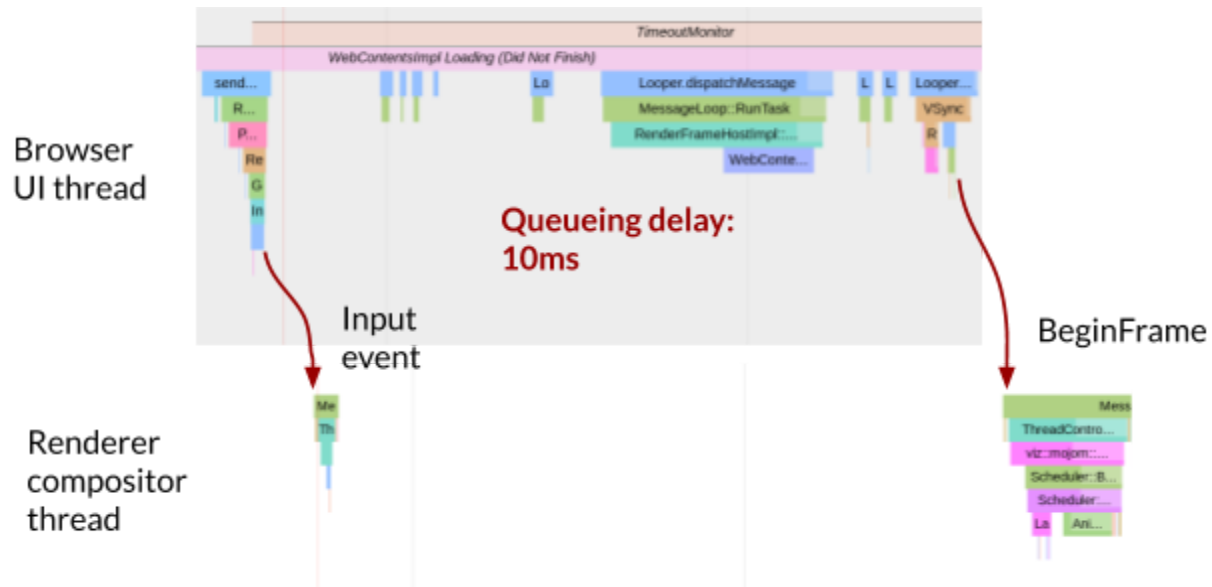 TimeoutMonitor
WebContentsImpl Loading (Did Not Finish)
send... Lo Looper.dispatchMessage L L Looper...
R... MessageLoop::RunTask VSync
P... RenderFrameHostImpl::... R
Re WebConte...
G
In
Browser
UI thread
Queueing delay:
10ms
Input
event
BeginFrame
Me Mess
Th ThreadContro...
viz::mojom::...
Scheduler::B...
Scheduler:...
La Ani...
Renderer
compositor
thread